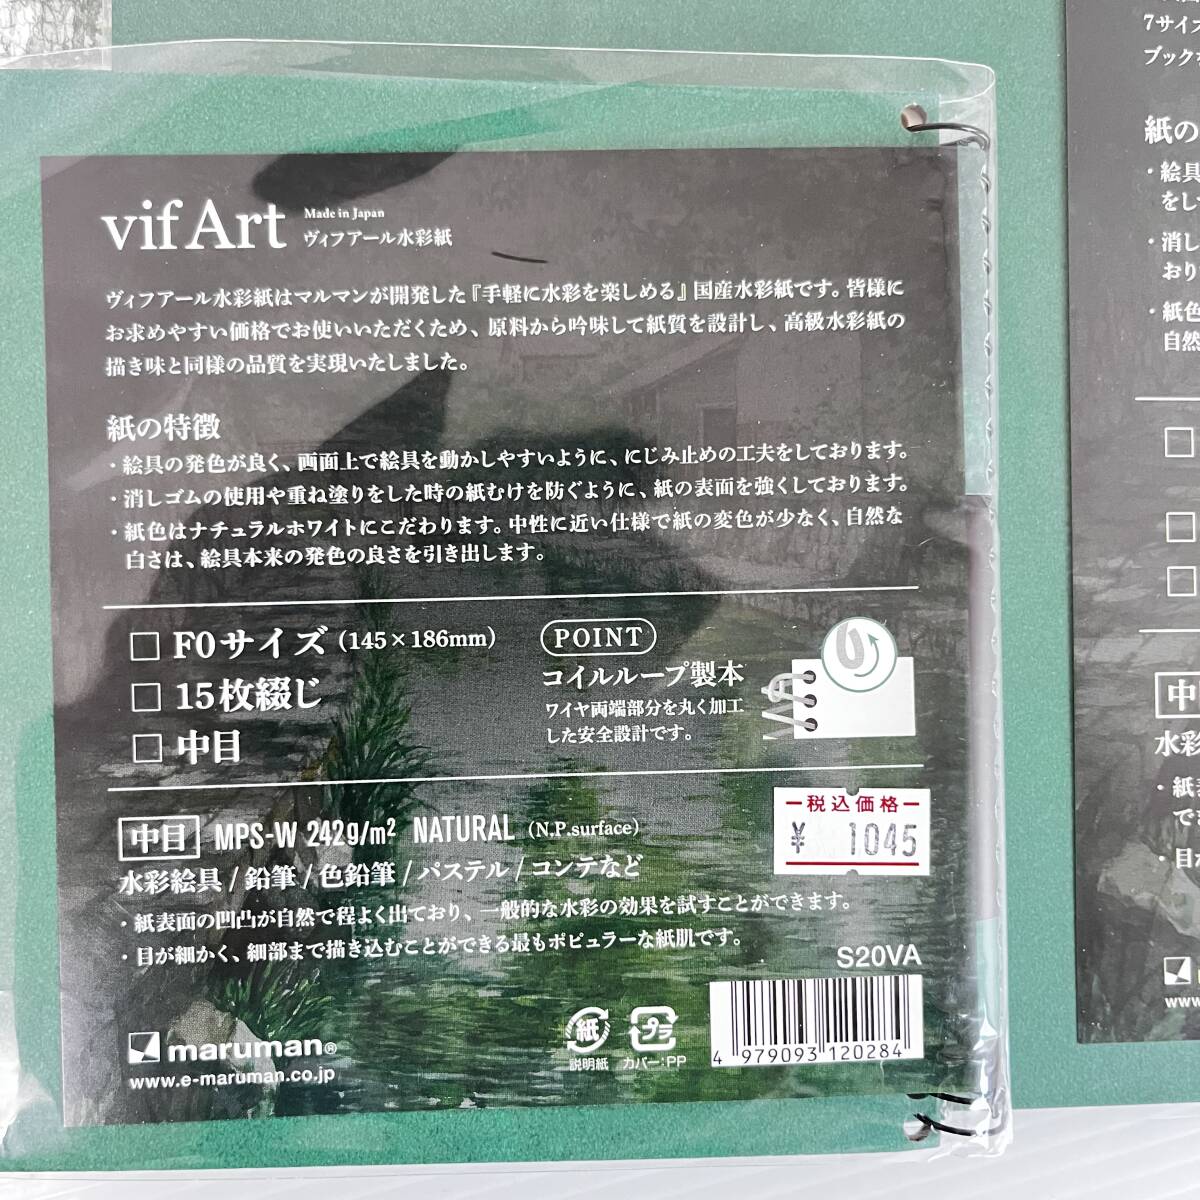 vifArt
Made in Japan
ヴィフアール水彩紙
ヴィフアール水彩紙はマルマンが開発した『手軽に水彩を楽しめる』国産水彩紙です。皆様に
お求めやすい価格でお使いいただくため、原料から吟味して紙質を設計し、高級水彩紙の
描き味と同様の品質を実現いたしました。
紙の特徴
・絵具の発色が良く、画面上で絵具を動かしやすいように、にじみ止めの工夫をしております。
・消しゴムの使用や重ね塗りをした時の紙むけを防ぐように、紙の表面を強くしております。
・紙色はナチュラルホワイトにこだわります。中性に近い仕様で紙の変色が少なく、自然な
白さは、絵具本来の発色の良さを引き出します。
□ F0サイズ（145×186mm）
□ 15枚綴じ
□ 中目
POINT
コイルループ製本
ワイヤ両端部分を丸く加工
した安全設計です。
中目 MPS-W 242g/m² NATURAL（N.P.surface）
水彩絵具/鉛筆/色鉛筆/パステル/コンテなど
・紙表面の凹凸が自然で程よく出ており、一般的な水彩の効果を試すことができます。
・目が細かく、細部まで描き込むことができる最もポピュラーな紙肌です。
税込価格
¥ 1045
S20VA
4 979093 120284
maruman®
www.e-maruman.co.jp
紙
説明紙
プラ
カバー:PP
7サイズ
ブック
紙の
・絵具
をし
・消し
おり
・紙色
自然
□
□
□
中
水彩
・紙表
でき
・目か
www